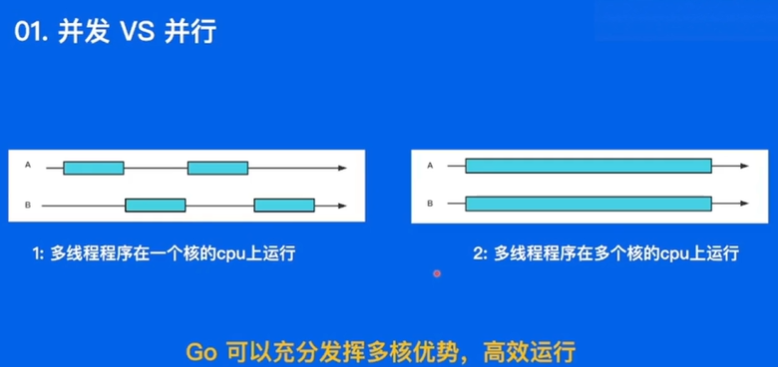 01. 并发 VS 并行
A
B
A
B
1: 多线程程序在一个核的cpu上运行
2: 多线程程序在多个核的cpu上运行
Go 可以充分发挥多核优势，高效运行